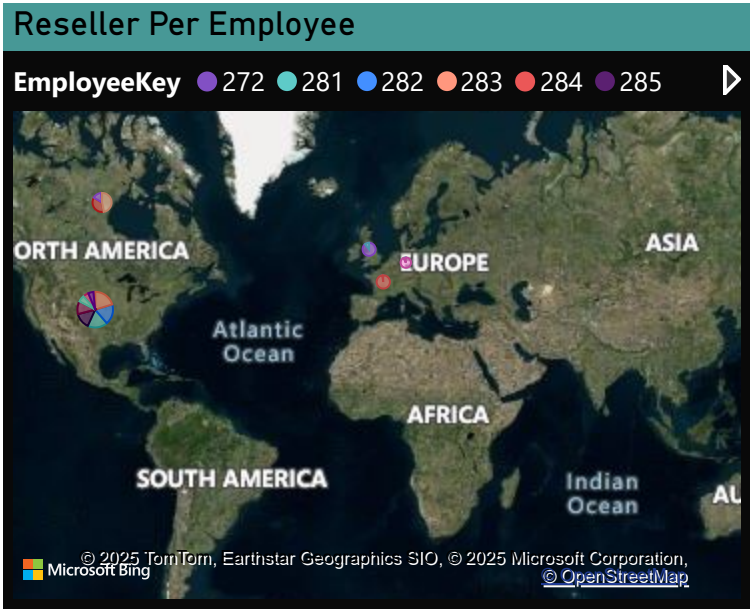 Reseller Per Employee
EmployeeKey 272 281 282 283 284 285
ORTH AMERICA
EUROPE
ASIA
Atlantic
Ocean
AFRICA
SOUTH AMERICA
Indian
Ocean
AU
© 2025 TomTom, Earthstar Geographics SIO, © 2025 Microsoft Corporation,
Microsoft Bing
© OpenStreetMap